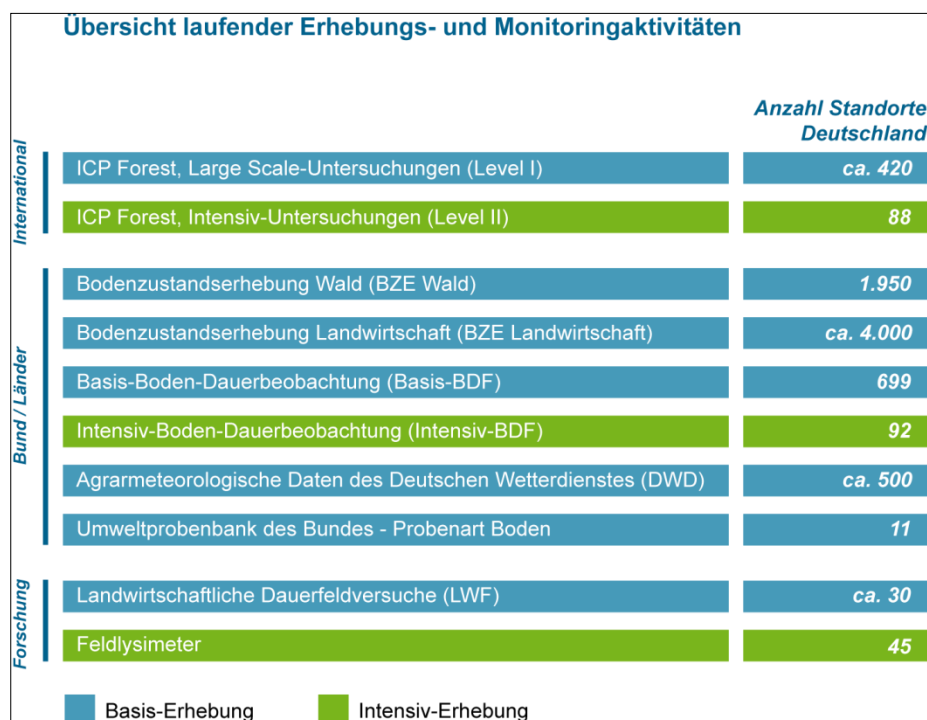 Übersicht laufender Erhebungs- und Monitoringaktivitäten
Anzahl Standorte
Deutschland
International
ICP Forest, Large Scale-Untersuchungen (Level I) ca. 420
ICP Forest, Intensiv-Untersuchungen (Level II) 88
Bund / Länder
Bodenzustandserhebung Wald (BZE Wald) 1.950
Bodenzustandserhebung Landwirtschaft (BZE Landwirtschaft) ca. 4.000
Basis-Boden-Dauerbeobachtung (Basis-BDF) 699
Intensiv-Boden-Dauerbeobachtung (Intensiv-BDF) 92
Agrarmeteorologische Daten des Deutschen Wetterdienstes (DWD) ca. 500
Umweltprobenbank des Bundes - Probenart Boden 11
Forschung
Landwirtschaftliche Dauerfeldversuche (LWF) ca. 30
Feldlysimeter 45
Basis-Erhebung Intensiv-Erhebung